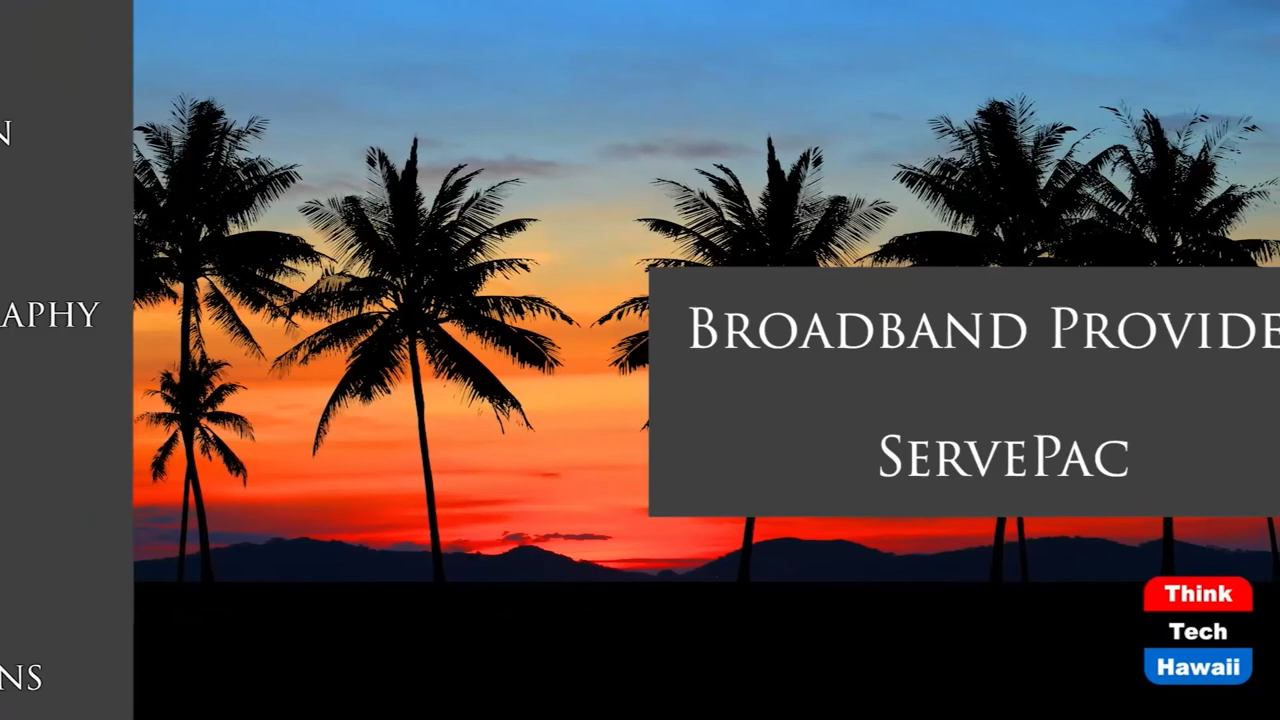 N
APHY
NS
BROADBAND PROVIDE
SERVEPAC
Think
Tech
Hawaii